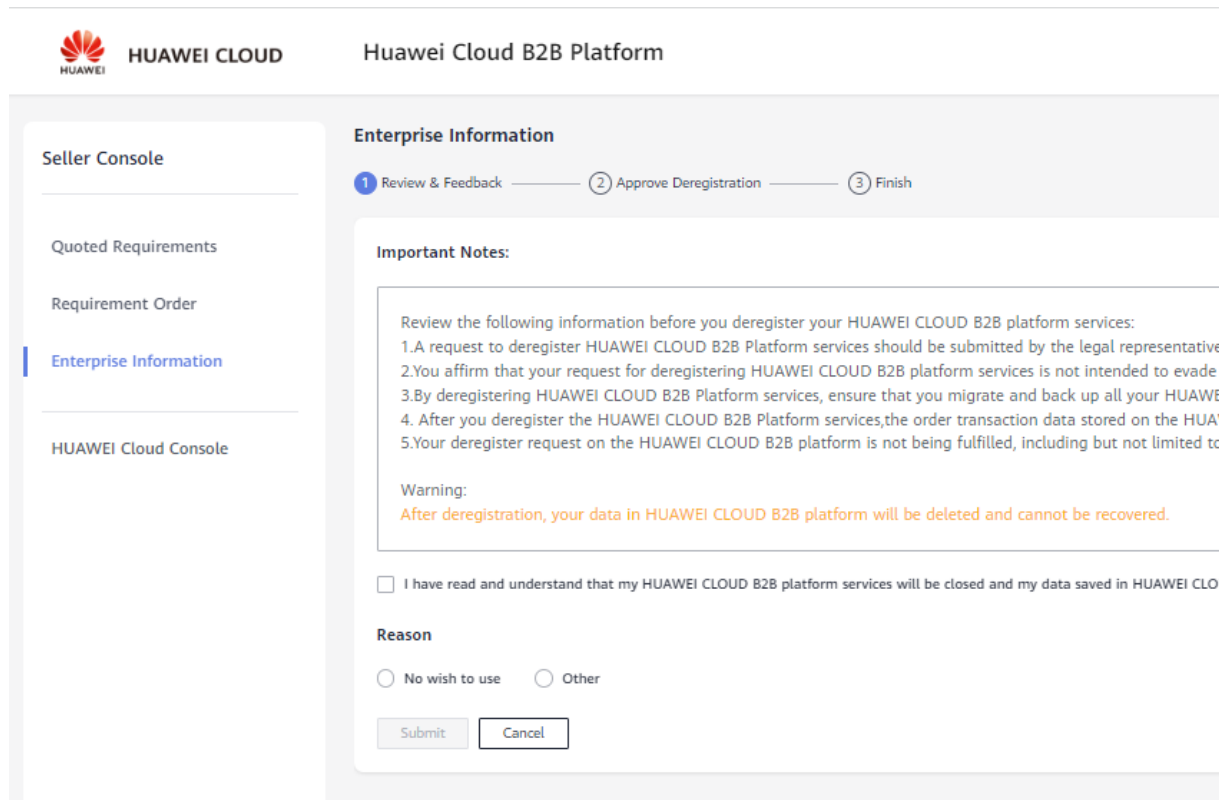 HUAWEI
HUAWEI CLOUD
Huawei Cloud B2B Platform
Seller Console
Quoted Requirements
Requirement Order
Enterprise Information
HUAWEI Cloud Console
Enterprise Information
1 Review & Feedback
2 Approve Deregistration
3 Finish
Important Notes:
Review the following information before you deregister your HUAWEI CLOUD B2B platform services:
1.A request to deregister HUAWEI CLOUD B2B Platform services should be submitted by the legal representative
2.You affirm that your request for deregistering HUAWEI CLOUD B2B platform services is not intended to evade
3.By deregistering HUAWEI CLOUD B2B Platform services, ensure that you migrate and back up all your HUAWE
4. After you deregister the HUAWEI CLOUD B2B Platform services,the order transaction data stored on the HUA
5.Your deregister request on the HUAWEI CLOUD B2B platform is not being fulfilled, including but not limited to
Warning:
After deregistration, your data in HUAWEI CLOUD B2B platform will be deleted and cannot be recovered.
I have read and understand that my HUAWEI CLOUD B2B platform services will be closed and my data saved in HUAWEI CLO
Reason
No wish to use
Other
Submit
Cancel